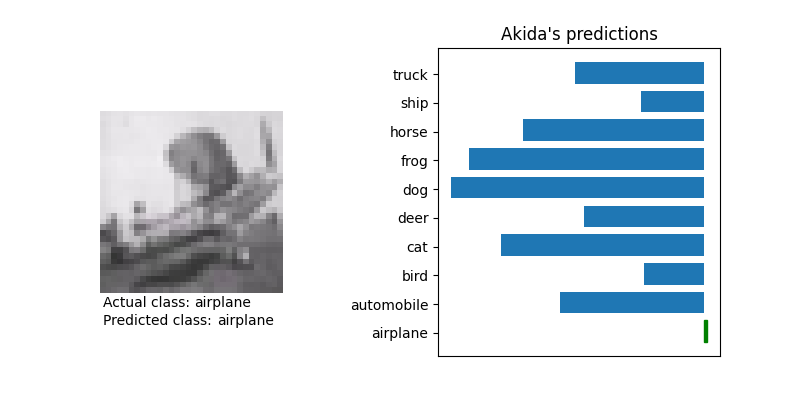 Akida's predictions
truck
ship
horse
frog
dog
deer
cat
bird
automobile
airplane
Actual class: airplane
Predicted class: airplane